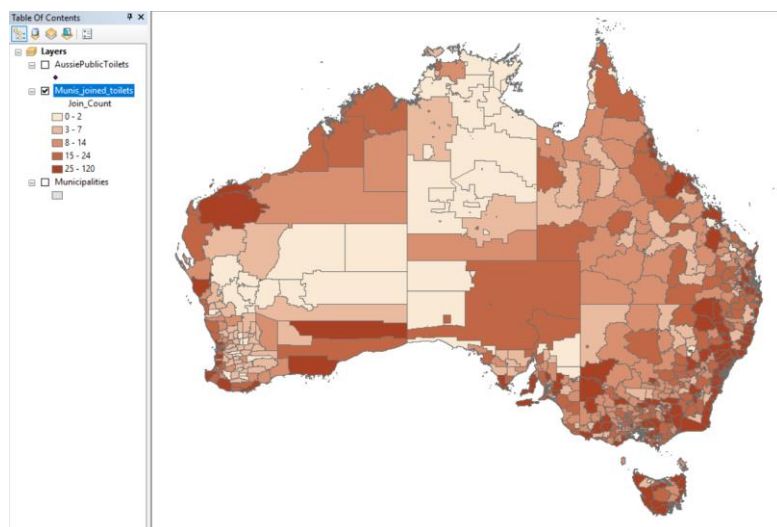 Table Of Contents
Layers
AussiePublicToilets
Munis_joined_toilets
Join_Count
0 - 2
3 - 7
8 - 14
15 - 24
25 - 120
Municipalities